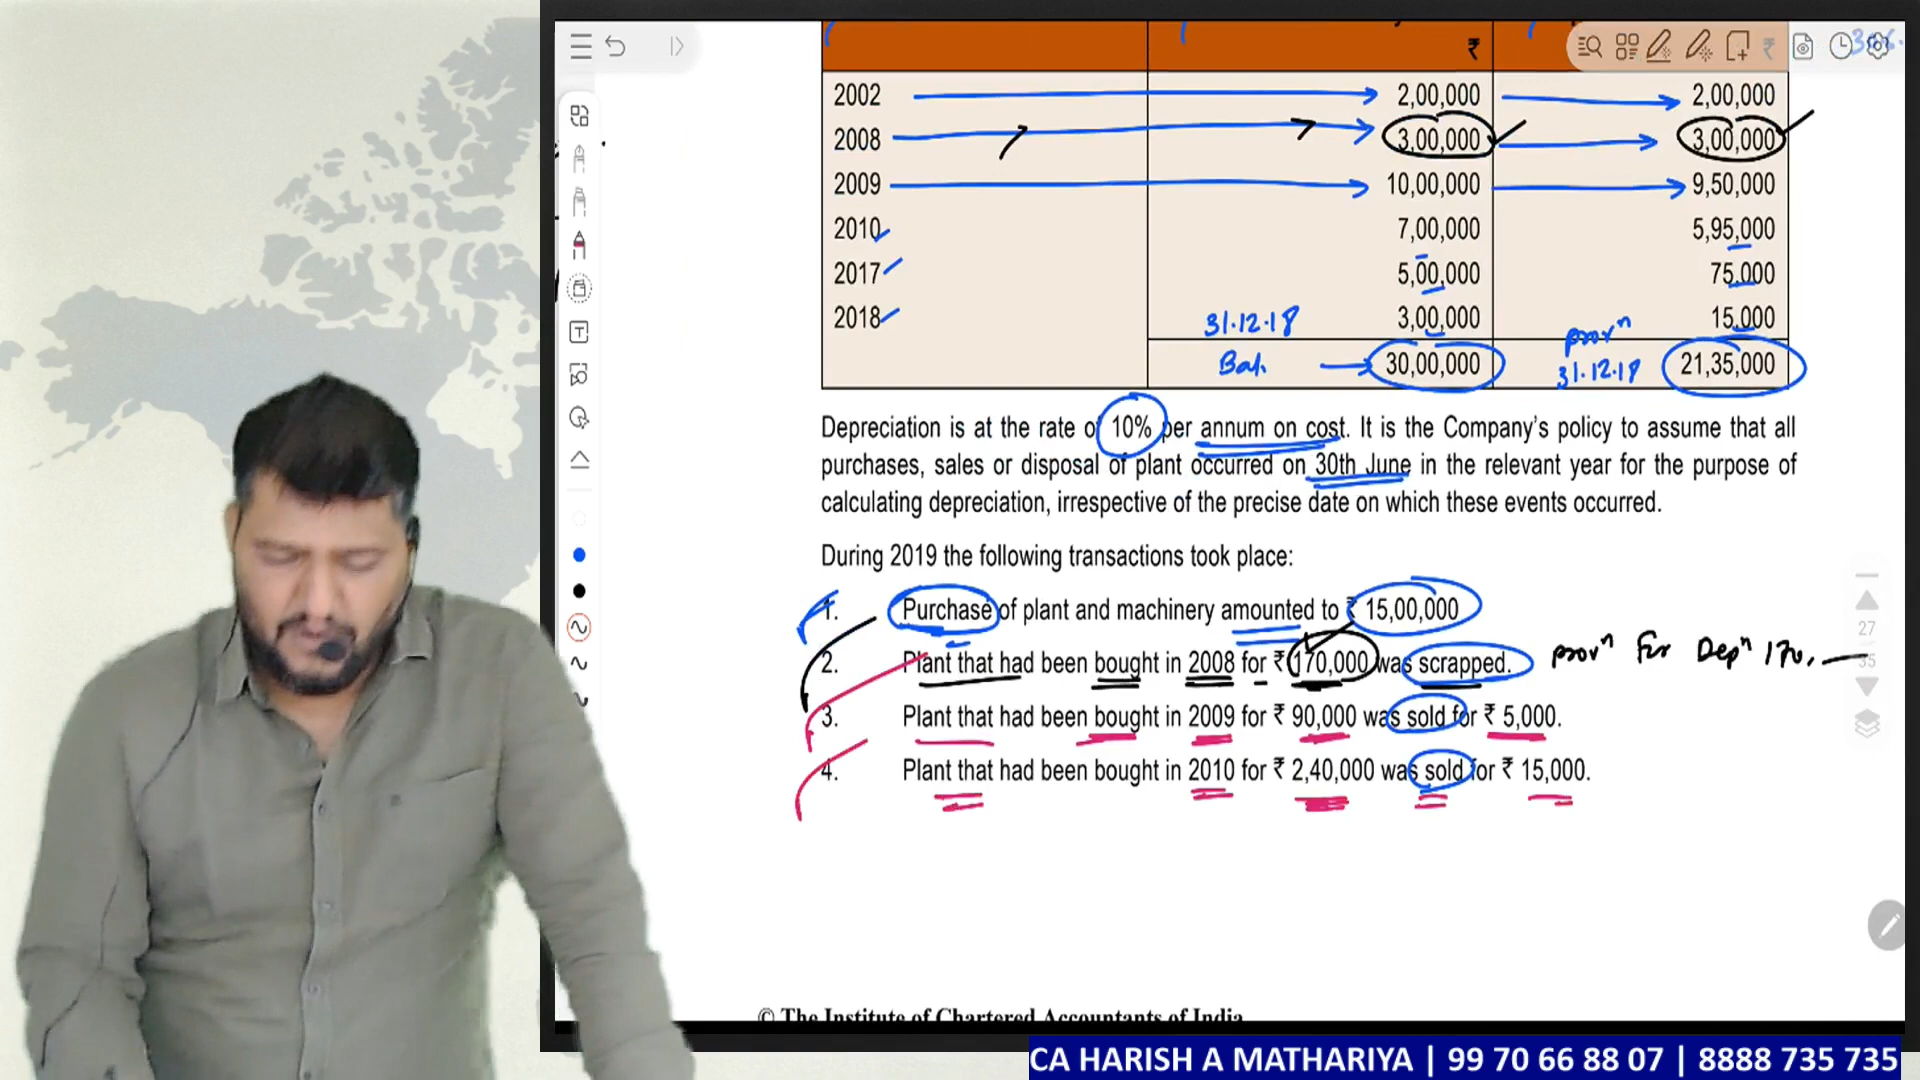 ₹ ₹
2002 2,00,000 2,00,000
2008 3,00,000 3,00,000
2009 10,00,000 9,50,000
2010 7,00,000 5,95,000
2017 5,00,000 75,000
2018 31.12.18 3,00,000 15,000
Bal. 30,00,000 provⁿ 31.12.18 21,35,000
Depreciation is at the rate of 10% per annum on cost. It is the Company's policy to assume that all
purchases, sales or disposal of plant occurred on 30th June in the relevant year for the purpose of
calculating depreciation, irrespective of the precise date on which these events occurred.
During 2019 the following transactions took place:
1. Purchase of plant and machinery amounted to ₹ 15,00,000
2. Plant that had been bought in 2008 for ₹ 170,000 was scrapped. provⁿ For Depⁿ 170,
3. Plant that had been bought in 2009 for ₹ 90,000 was sold for ₹ 5,000.
4. Plant that had been bought in 2010 for ₹ 2,40,000 was sold for ₹ 15,000.
27
35
© The Institute of Chartered Accountants of India
CA HARISH A MATHARIYA | 99 70 66 88 07 | 8888 735 735